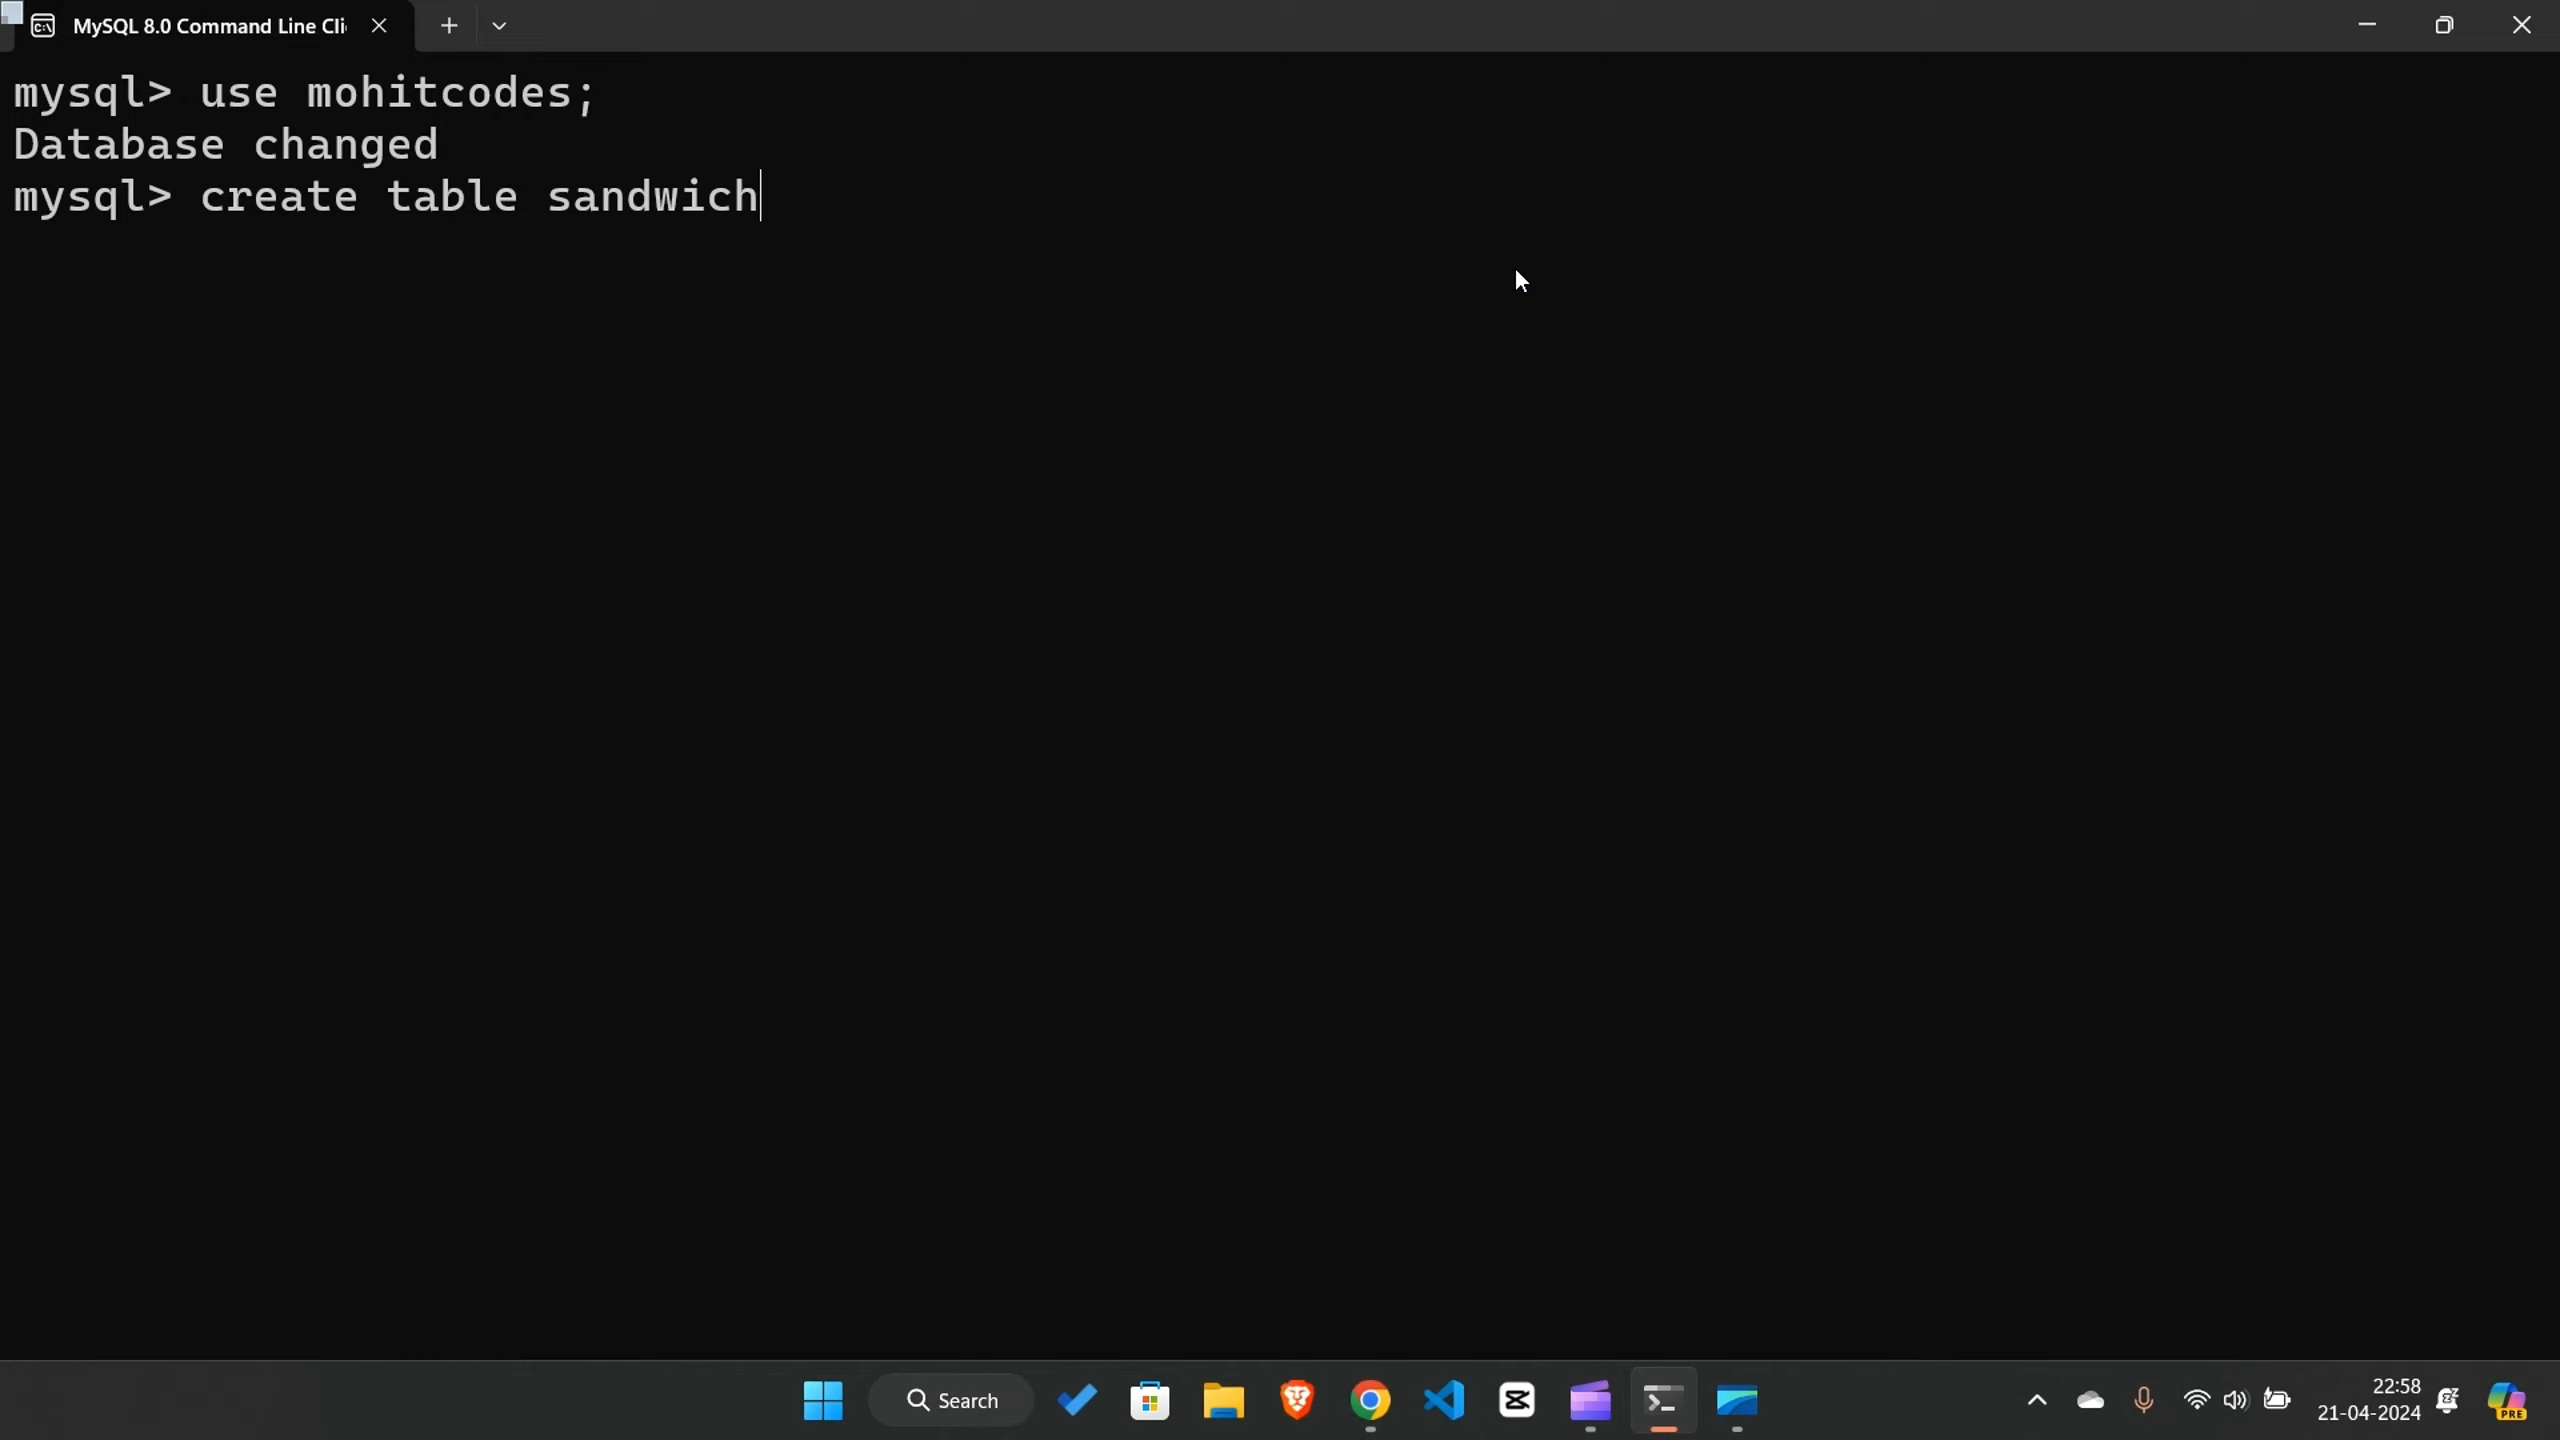 MySQL 8.0 Command Line Cli
mysql> use mohitcodes;
Database changed
mysql> create table sandwich
Search
22:58
21-04-2024
PRE